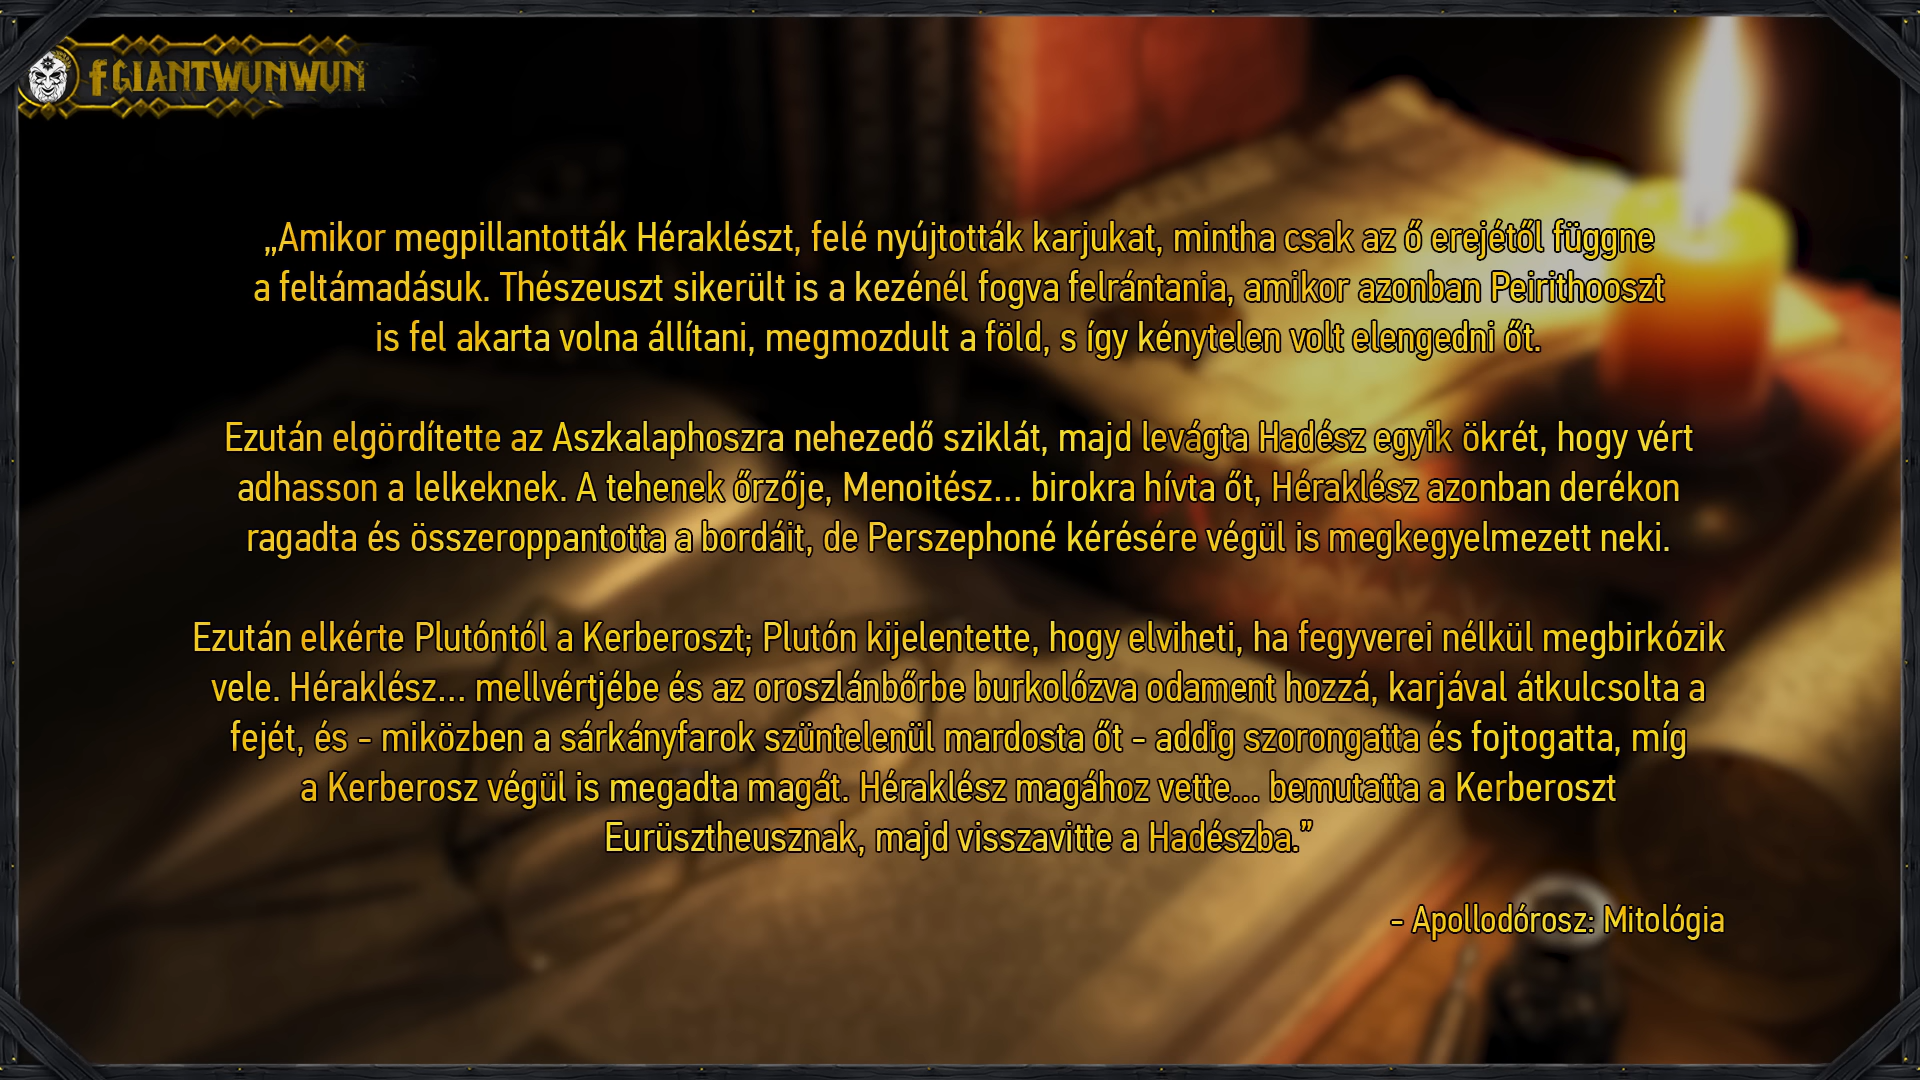 FGIANTWUNWUN
„Amikor megpillantották Héraklészt, felé nyújtották karjukat, mintha csak az ő erejétől függne
a feltámadásuk. Thészeuszt sikerült is a kezénél fogva felrántania, amikor azonban Peirithooszt
is fel akarta volna állítani, megmozdult a föld, s így kénytelen volt elengedni őt.
Ezután elgördítette az Aszkalaphoszra nehezedő sziklát, majd levágta Hadész egyik ökrét, hogy vért
adhasson a lelkeknek. A tehenek őrzője, Menoitész... birokra hívta őt, Héraklész azonban derékon
ragadta és összeroppantotta a bordáit, de Perszephoné kérésére végül is megkegyelmezett neki.
Ezután elkérte Plutóntól a Kerberoszt; Plutón kijelentette, hogy elviheti, ha fegyverei nélkül megbirkózik
vele. Héraklész... mellvértjébe és az oroszlánbőrbe burkolózva odament hozzá, karjával átkulcsolta a
fejét, és - miközben a sárkányfarok szüntelenül mardosta őt - addig szorongatta és fojtogatta, míg
a Kerberosz végül is megadta magát. Héraklész magához vette... bemutatta a Kerberoszt
Eurüsztheusznak, majd visszavitte a Hadészba.”
- Apollodórosz: Mitológia